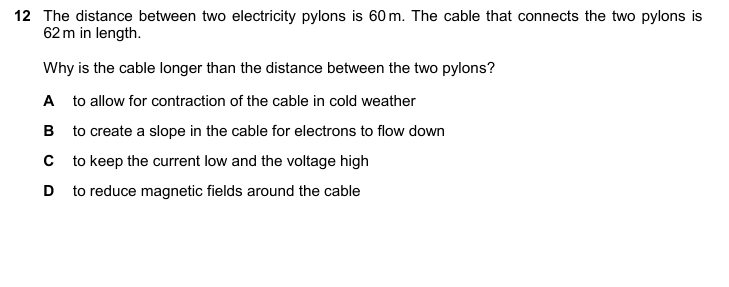 12 The distance between two electricity pylons is 60 m. The cable that connects the two pylons is
62 m in length.
Why is the cable longer than the distance between the two pylons?
A to allow for contraction of the cable in cold weather
B to create a slope in the cable for electrons to flow down
C to keep the current low and the voltage high
D to reduce magnetic fields around the cable